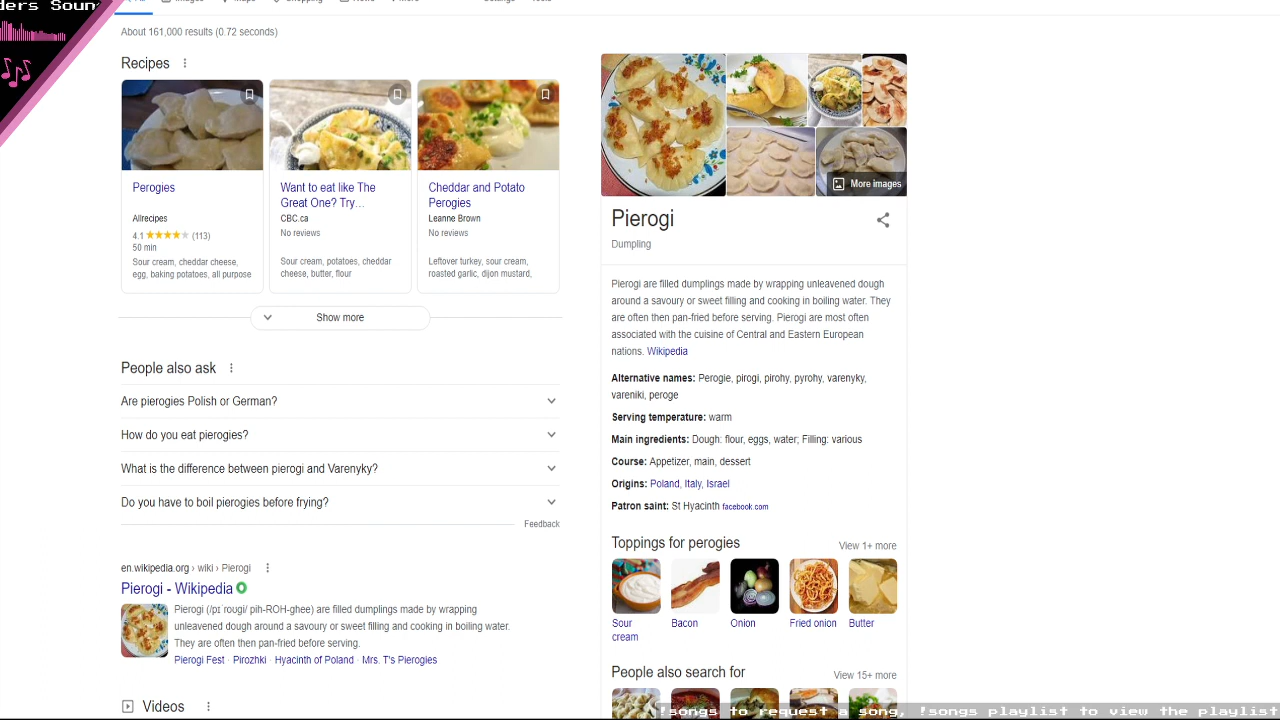 ders Soun
Settings
Tools
About 161,000 results (0.72 seconds)
Recipes
Perogies
Allrecipes
4.1 ★★★★★ (113)
50 min
Sour cream, cheddar cheese,
egg, baking potatoes, all purpose
Want to eat like The
Great One? Try…
CBC.ca
No reviews
Sour cream, potatoes, cheddar
cheese, butter, flour
Cheddar and Potato
Perogies
Leanne Brown
No reviews
Leftover turkey, sour cream,
roasted garlic, dijon mustard,
Show more
People also ask
Are pierogies Polish or German?
How do you eat pierogies?
What is the difference between pierogi and Varenyky?
Do you have to boil pierogies before frying?
Feedback
en.wikipedia.org › wiki › Pierogi
Pierogi - Wikipedia
Pierogi (/pɪˈroʊɡi/ pih-ROH-ghee) are filled dumplings made by wrapping
unleavened dough around a savoury or sweet filling and cooking in boiling water.
They are often then pan-fried before serving.
Pierogi Fest · Pirozhki · Hyacinth of Poland · Mrs. T's Pierogies
Videos
More images
Pierogi
Dumpling
Pierogi are filled dumplings made by wrapping unleavened dough
around a savoury or sweet filling and cooking in boiling water. They
are often then pan-fried before serving. Pierogi are most often
associated with the cuisine of Central and Eastern European
nations. Wikipedia
Alternative names: Perogie, pirogi, pirohy, pyrohy, varenyky,
vareniki, peroge
Serving temperature: warm
Main ingredients: Dough: flour, eggs, water; Filling: various
Course: Appetizer, main, dessert
Origins: Poland, Italy, Israel
Patron saint: St Hyacinth facebook.com
Toppings for perogies
View 1+ more
Sour
cream
Bacon
Onion
Fried onion
Butter
People also search for
View 15+ more
!songs to request a song, !songs playlist to view the playlist